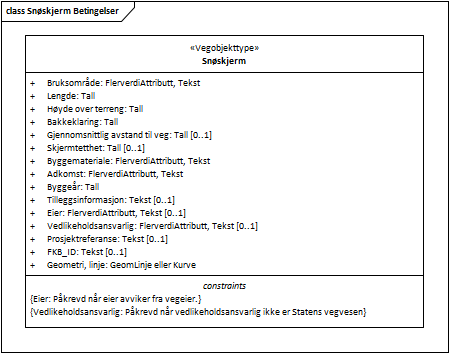 class Snøskjerm Betingelser
«Vegobjekttype»
Snøskjerm
+ Bruksområde: FlerverdiAttributt, Tekst
+ Lengde: Tall
+ Høyde over terreng: Tall
+ Bakkeklaring: Tall
+ Gjennomsnittlig avstand til veg: Tall [0..1]
+ Skjermtetthet: Tall [0..1]
+ Byggemateriale: FlerverdiAttributt, Tekst
+ Adkomst: FlerverdiAttributt, Tekst
+ Byggeår: Tall
+ Tilleggsinformasjon: Tekst [0..1]
+ Eier: FlerverdiAttributt, Tekst [0..1]
+ Vedlikeholdsansvarlig: FlerverdiAttributt, Tekst [0..1]
+ Prosjektreferanse: Tekst [0..1]
+ FKB_ID: Tekst [0..1]
+ Geometri, linje: GeomLinje eller Kurve
constraints
{Eier: Påkrevd når eier avviker fra vegeier.}
{Vedlikeholdsansvarlig: Påkrevd når vedlikeholdsansvarlig ikke er Statens vegvesen}